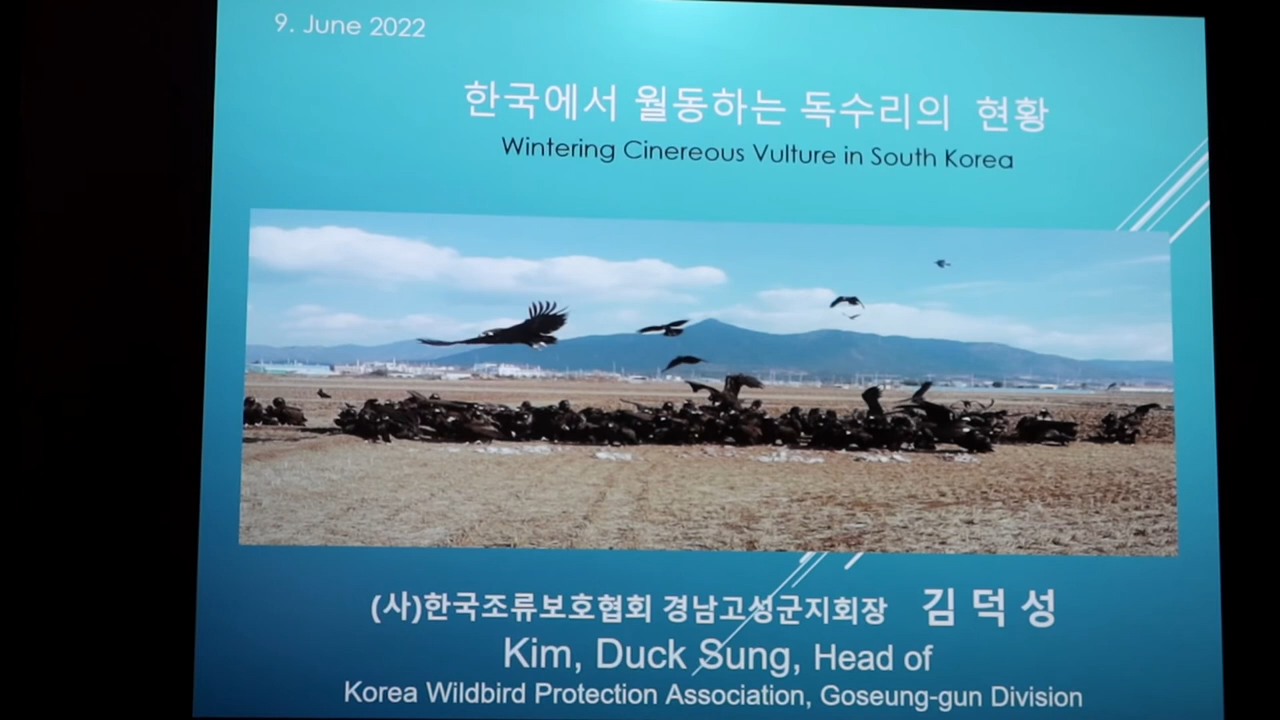 9. June 2022
한국에서 월동하는 독수리의 현황
Wintering Cinereous Vulture in South Korea
(사)한국조류보호협회 경남고성군지회장 김 덕 성
Kim, Duck Sung, Head of
Korea Wildbird Protection Association, Goseung-gun Division